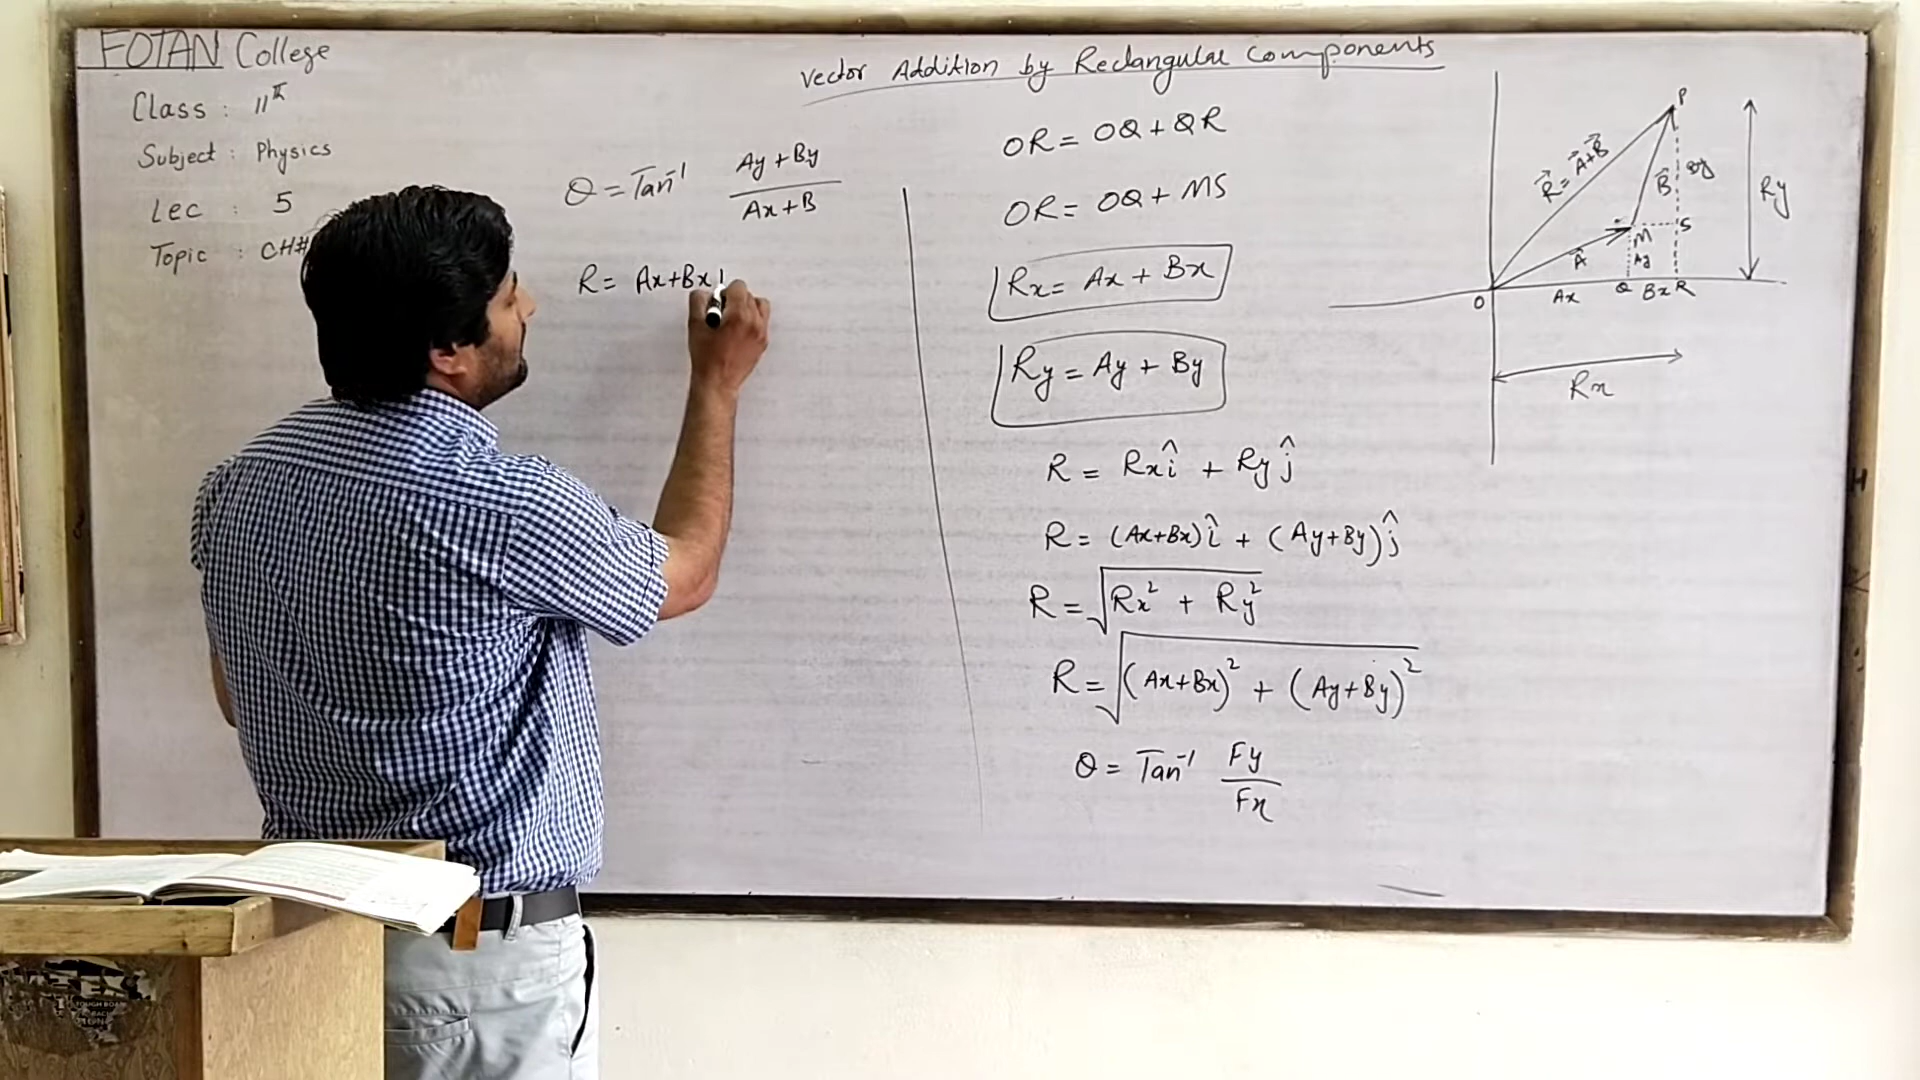 FOTAN College
Class : 11th
Subject : Physics
Lec : 5
Topic : CH#
Vector Addition by Rectangular Components
θ = Tan⁻¹ Ay + By / Ax + B
R = Ax+Bx
OR = OQ + QR
OR = OQ + MS
Rx = Ax + Bx
Ry = Ay + By
R = Rx î + Ry ĵ
R = (Ax+Bx) î + (Ay+By) ĵ
R = √Rx² + Ry²
R = √(Ax+Bx)² + (Ay+By)²
θ = Tan⁻¹ Fy / Fx
P
R⃗ = A⃗+B⃗
B⃗
By
Ry
M
S
A⃗
Ay
O
Ax
Q
Bx
R
Rx